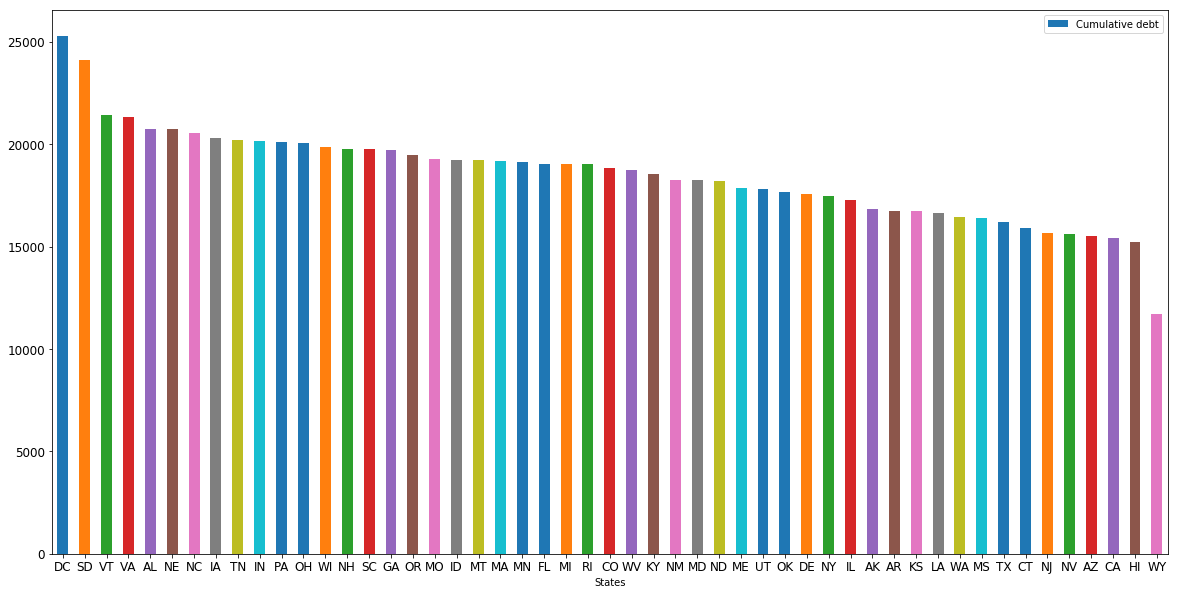 Cumulative debt
25000
20000
15000
10000
5000
0
DC SD VT VA AL NE NC IA TN IN PA OH WI NH SC GA OR MO ID MT MA MN FL MI RI CO WV KY NM MD ND ME UT OK DE NY IL AK AR KS LA WA MS TX CT NJ NV AZ CA HI WY
States